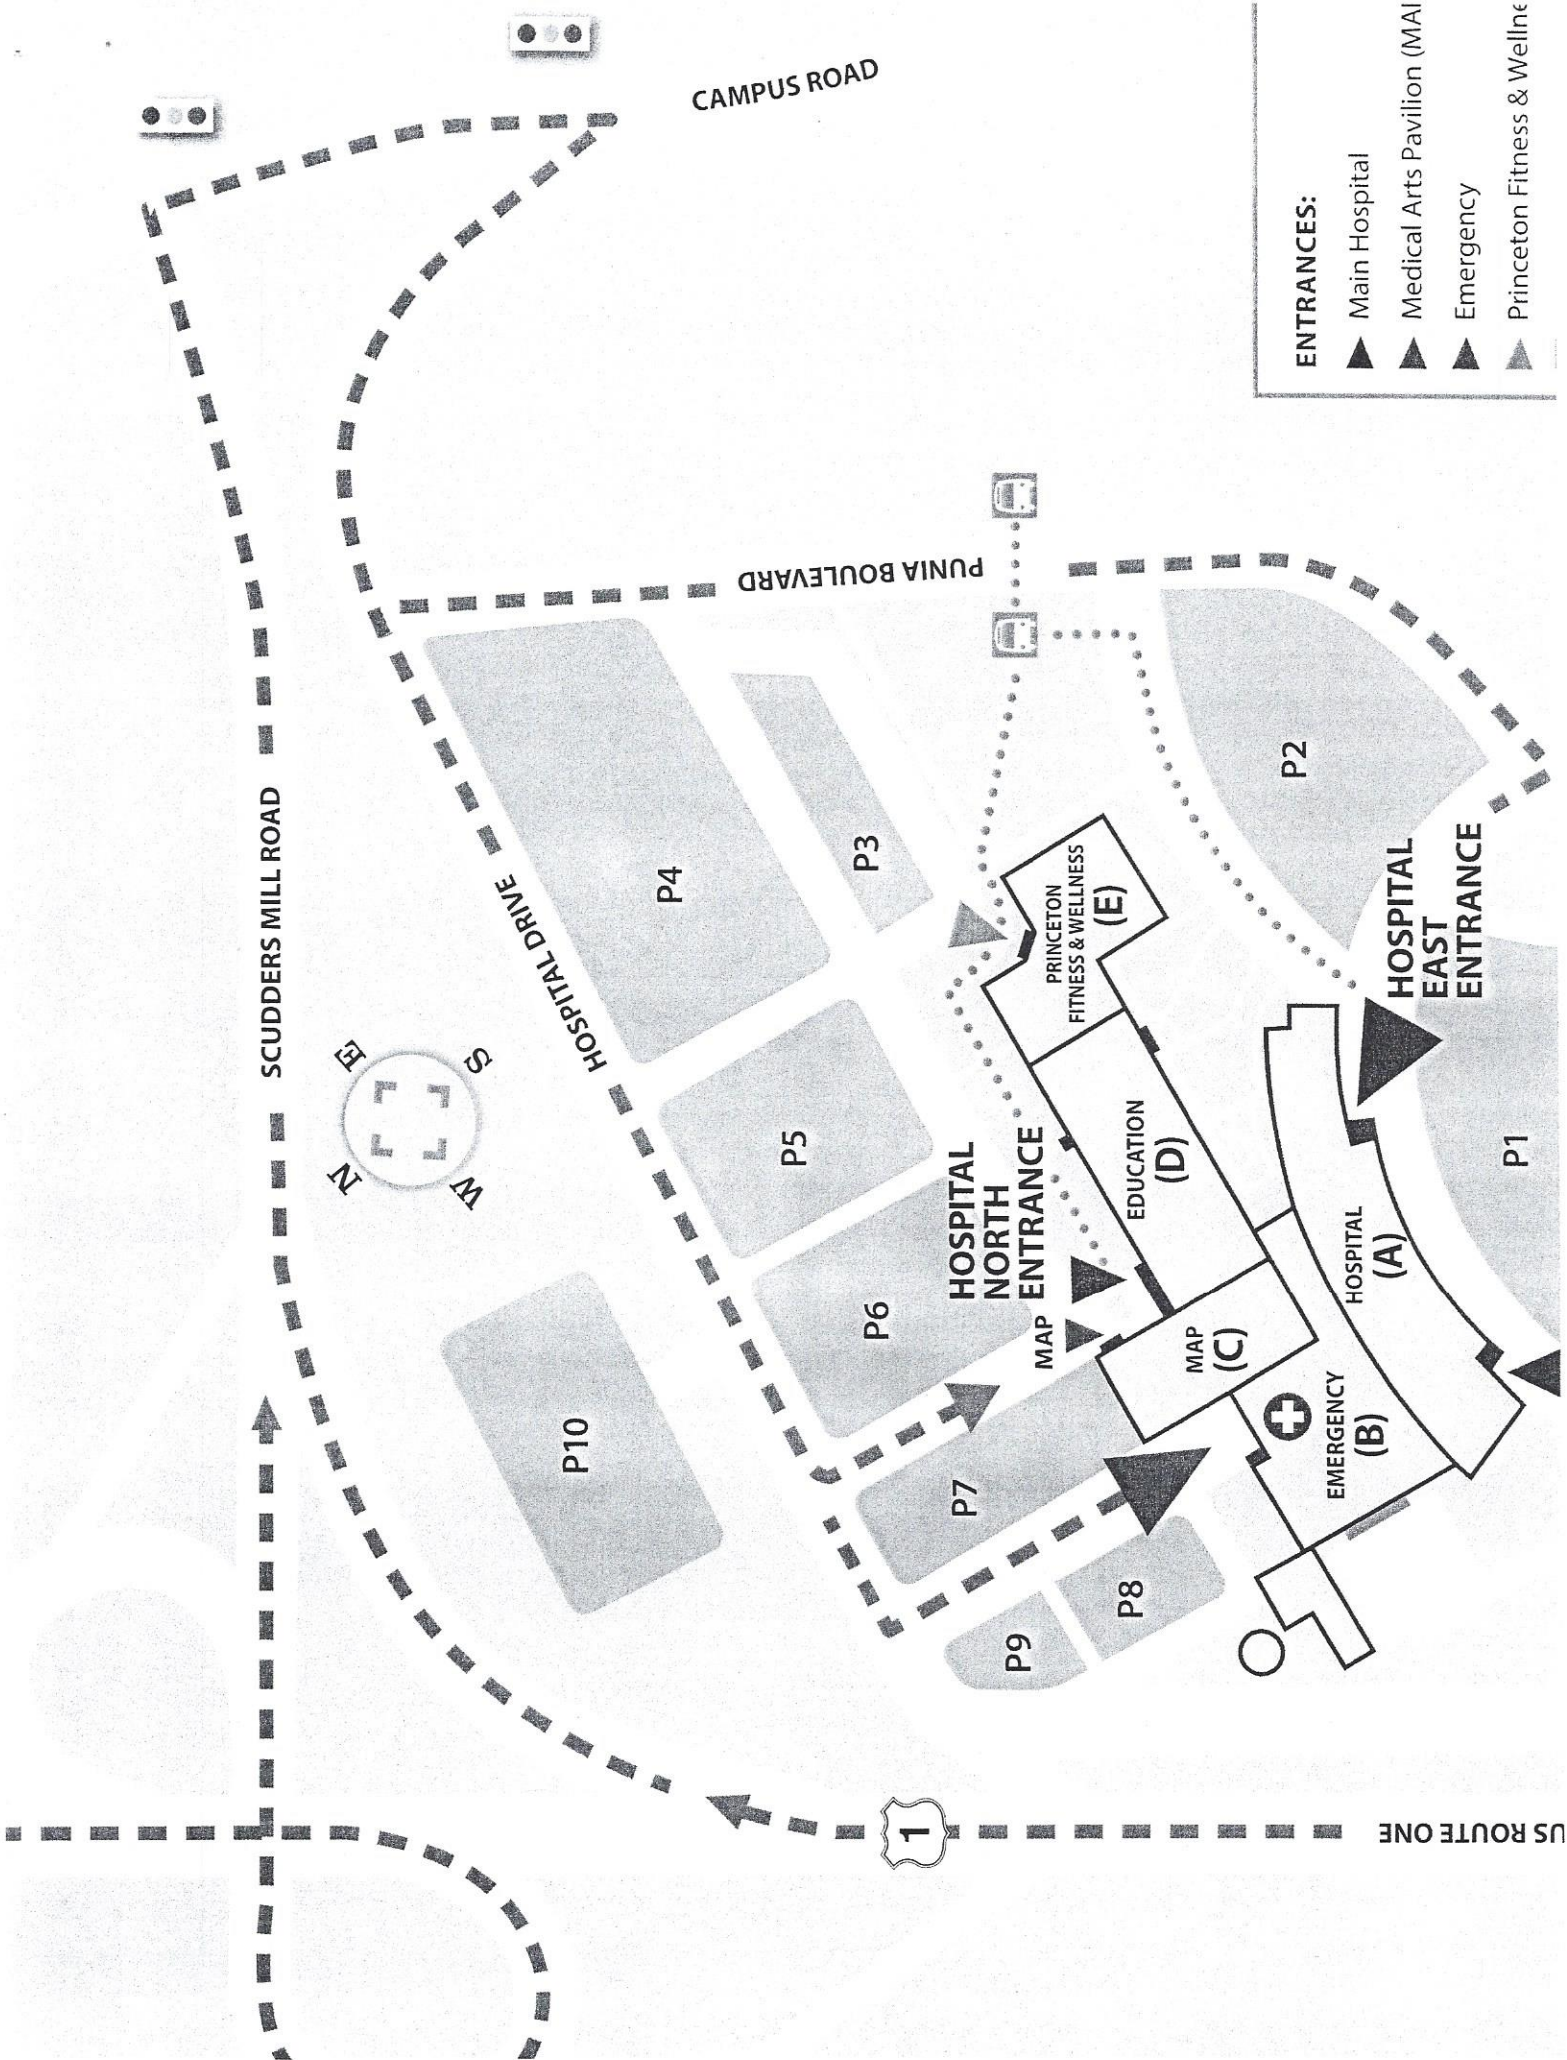 CAMPUS ROAD
SCUDDERS MILL ROAD
HOSPITAL DRIVE
PUNIA BOULEVARD
N
E
S
W
P10
P4
P5
P6
P3
P7
P9
P8
P2
P1
HOSPITAL
NORTH
ENTRANCE
MAP
PRINCETON
FITNESS & WELLNESS
(E)
EDUCATION
(D)
MAP
(C)
EMERGENCY
(B)
HOSPITAL
(A)
HOSPITAL
EAST
ENTRANCE
1
US ROUTE ONE
ENTRANCES:
Main Hospital
Medical Arts Pavilion (MA
Emergency
Princeton Fitness & Wellne